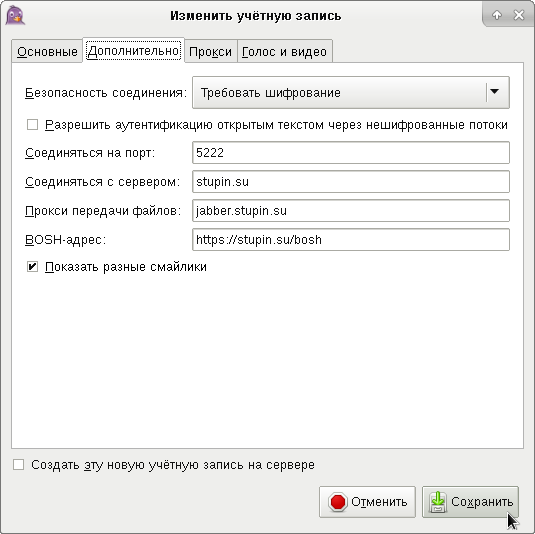 Изменить учётную запись
Основные Дополнительно Прокси Голос и видео
Безопасность соединения: Требовать шифрование
Разрешить аутентификацию открытым текстом через нешифрованные потоки
Соединяться на порт: 5222
Соединяться с сервером: stupin.su
Прокси передачи файлов: jabber.stupin.su
BOSH-адрес: https://stupin.su/bosh
Показать разные смайлики
Создать эту новую учётную запись на сервере
Отменить Сохранить